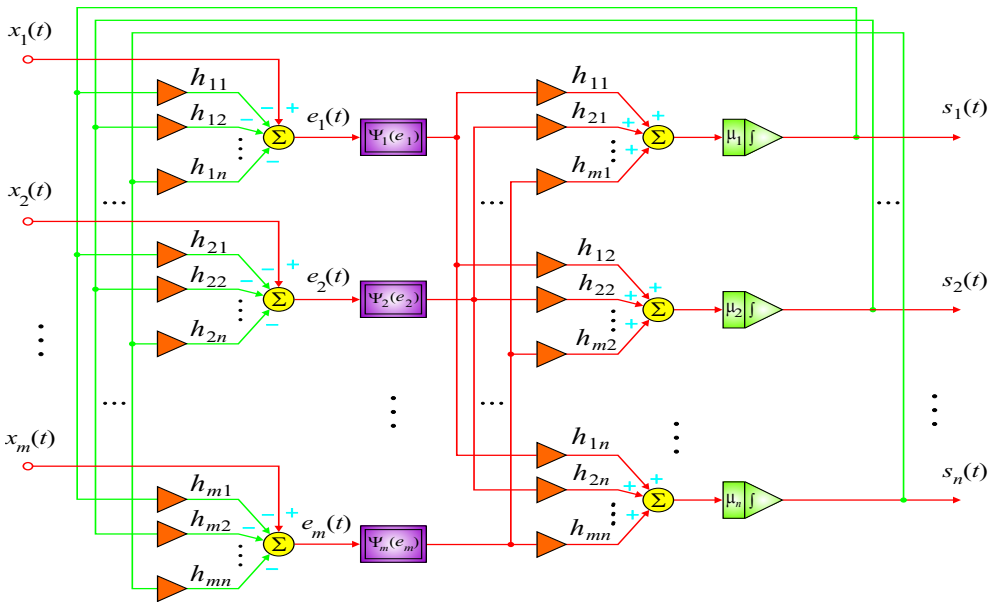 x₁(t)
h₁₁
h₁₂
h₁ₙ
− − + −
Σ
e₁(t)
Ψ₁(e₁)
h₁₁
h₂₁
hₘ₁
+ + +
Σ
μ₁ ∫
s₁(t)
x₂(t)
h₂₁
h₂₂
h₂ₙ
− − + −
Σ
e₂(t)
Ψ₂(e₂)
h₁₂
h₂₂
hₘ₂
+ + +
Σ
μ₂ ∫
s₂(t)
xₘ(t)
hₘ₁
hₘ₂
hₘₙ
− − + −
Σ
eₘ(t)
Ψₘ(eₘ)
h₁ₙ
h₂ₙ
hₘₙ
+ + +
Σ
μₙ ∫
sₙ(t)